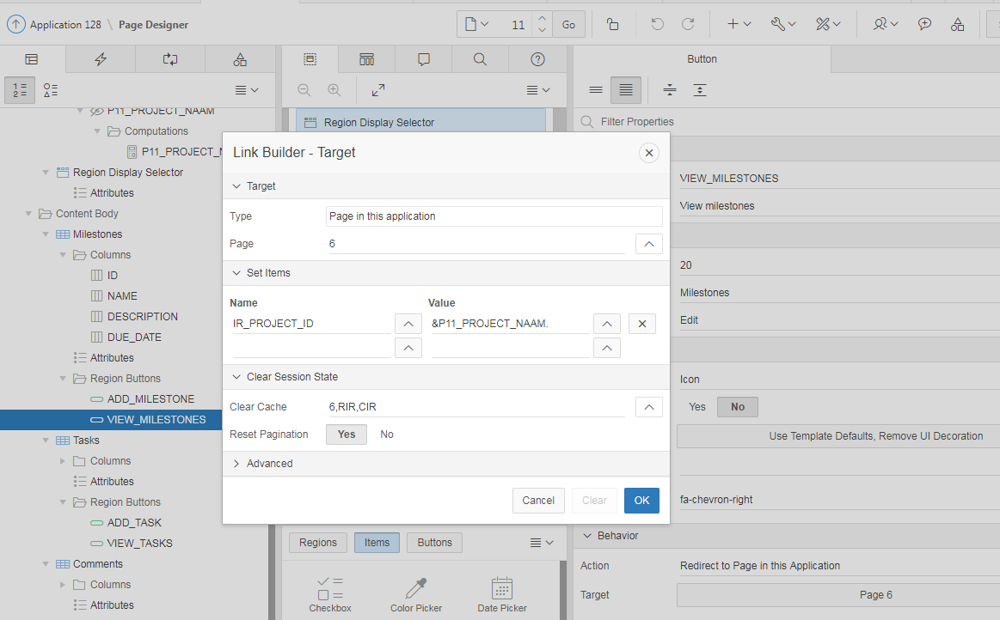 Application 128 \ Page Designer
11
Go
Button
P11_PROJECT_NAAM
Computations
P11_PROJECT_N
Region Display Selector
Attributes
Content Body
Milestones
Columns
ID
NAME
DESCRIPTION
DUE_DATE
Attributes
Region Buttons
ADD_MILESTONE
VIEW_MILESTONES
Tasks
Columns
Attributes
Region Buttons
ADD_TASK
VIEW_TASKS
Comments
Columns
Attributes
Region Display Selector
Link Builder - Target
Target
Type Page in this application
Page 6
Set Items
Name Value
IR_PROJECT_ID &P11_PROJECT_NAAM.
Clear Session State
Clear Cache 6,RIR,CIR
Reset Pagination Yes No
Advanced
Cancel Clear OK
Regions Items Buttons
Checkbox Color Picker Date Picker
Filter Properties
VIEW_MILESTONES
View milestones
20
Milestones
Edit
Icon
Yes No
Use Template Defaults, Remove UI Decoration
fa-chevron-right
Behavior
Action Redirect to Page in this Application
Target Page 6